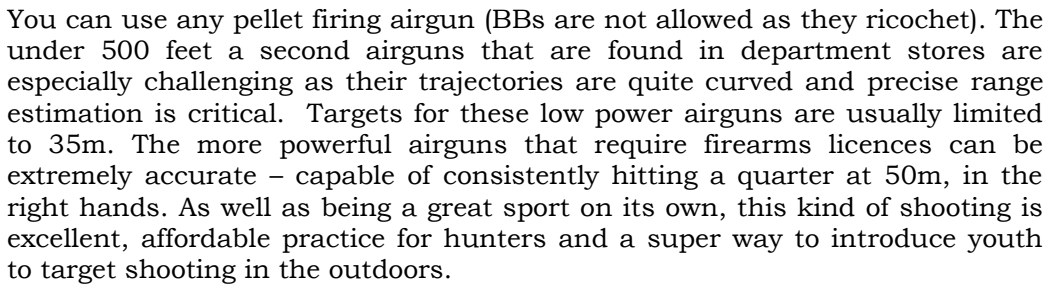 You can use any pellet firing airgun (BBs are not allowed as they ricochet). The
under 500 feet a second airguns that are found in department stores are
especially challenging as their trajectories are quite curved and precise range
estimation is critical.  Targets for these low power airguns are usually limited
to 35m. The more powerful airguns that require firearms licences can be
extremely accurate – capable of consistently hitting a quarter at 50m, in the
right hands. As well as being a great sport on its own, this kind of shooting is
excellent, affordable practice for hunters and a super way to introduce youth
to target shooting in the outdoors.